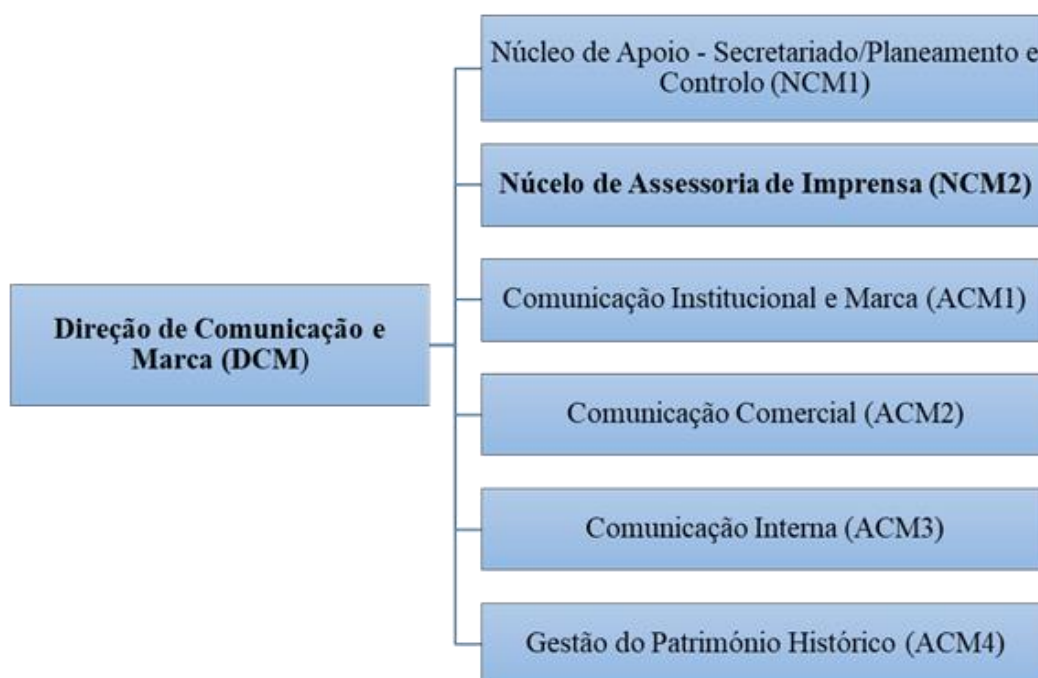 Núcleo de Apoio - Secretariado/Planeamento e
Controlo (NCM1)
Núcelo de Assessoria de Imprensa (NCM2)
Comunicação Institucional e Marca (ACM1)
Direção de Comunicação e
Marca (DCM)
Comunicação Comercial (ACM2)
Comunicação Interna (ACM3)
Gestão do Património Histórico (ACM4)